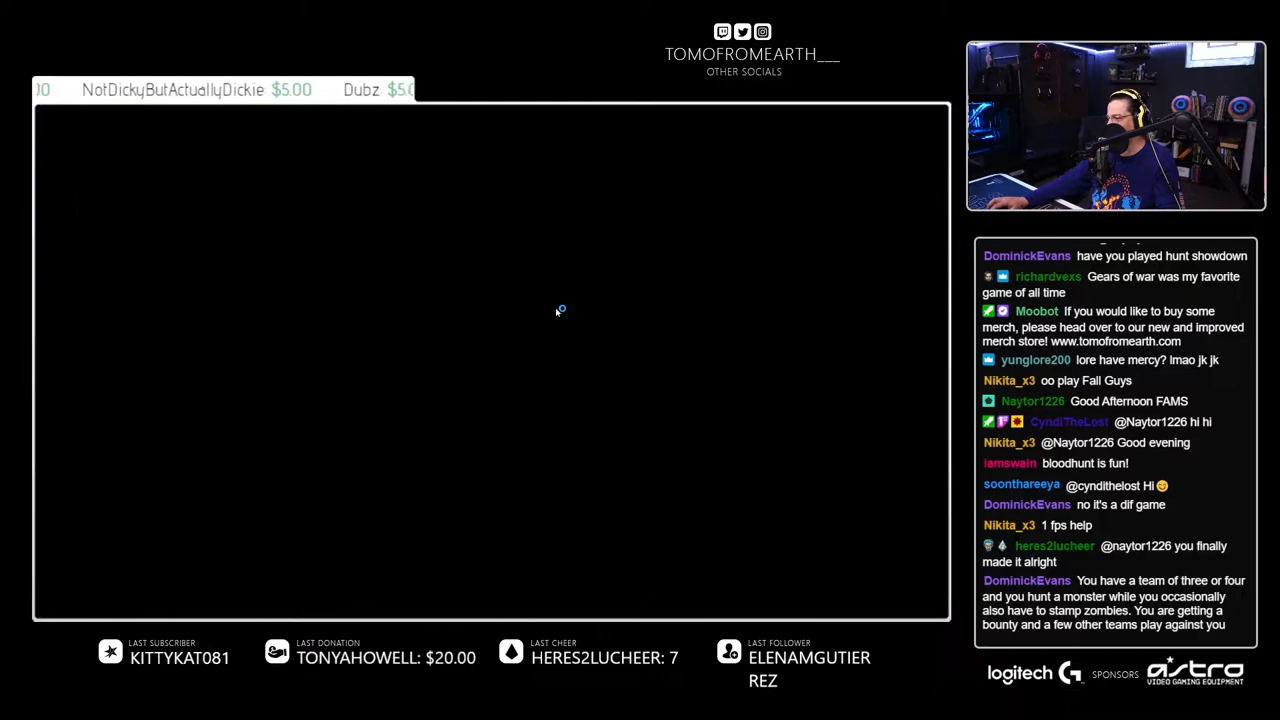 TOMOFROMEARTH___
OTHER SOCIALS
00 NotDickyButActuallyDickie $5.00 Dubz $5.0
DominickEvans have you played hunt showdown
richardvexs Gears of war was my favorite
game of all time
Moobot If you would like to buy some
merch, please head over to our new and improved
merch store! www.tomofromearth.com
yunglore200 lore have mercy? lmao jk jk
Nikita_x3 oo play Fall Guys
Naytor1226 Good Afternoon FAMS
CyndiTheLost @Naytor1226 hi hi
Nikita_x3 @Naytor1226 Good evening
iamswain bloodhunt is fun!
soonthareeya @cyndithelost Hi😊
DominickEvans no it's a dif game
Nikita_x3 1 fps help
heres2lucheer @naytor1226 you finally
made it alright
DominickEvans You have a team of three or four
and you hunt a monster while you occasionally
also have to stamp zombies. You are getting a
bounty and a few other teams play against you
LAST SUBSCRIBER
KITTYKAT081
LAST DONATION
TONYAHOWELL: $20.00
LAST CHEER
HERES2LUCHEER: 7
LAST FOLLOWER
ELENAMGUTIER
REZ
logitech G SPONSORS ASTRO
VIDEO GAMING EQUIPMENT